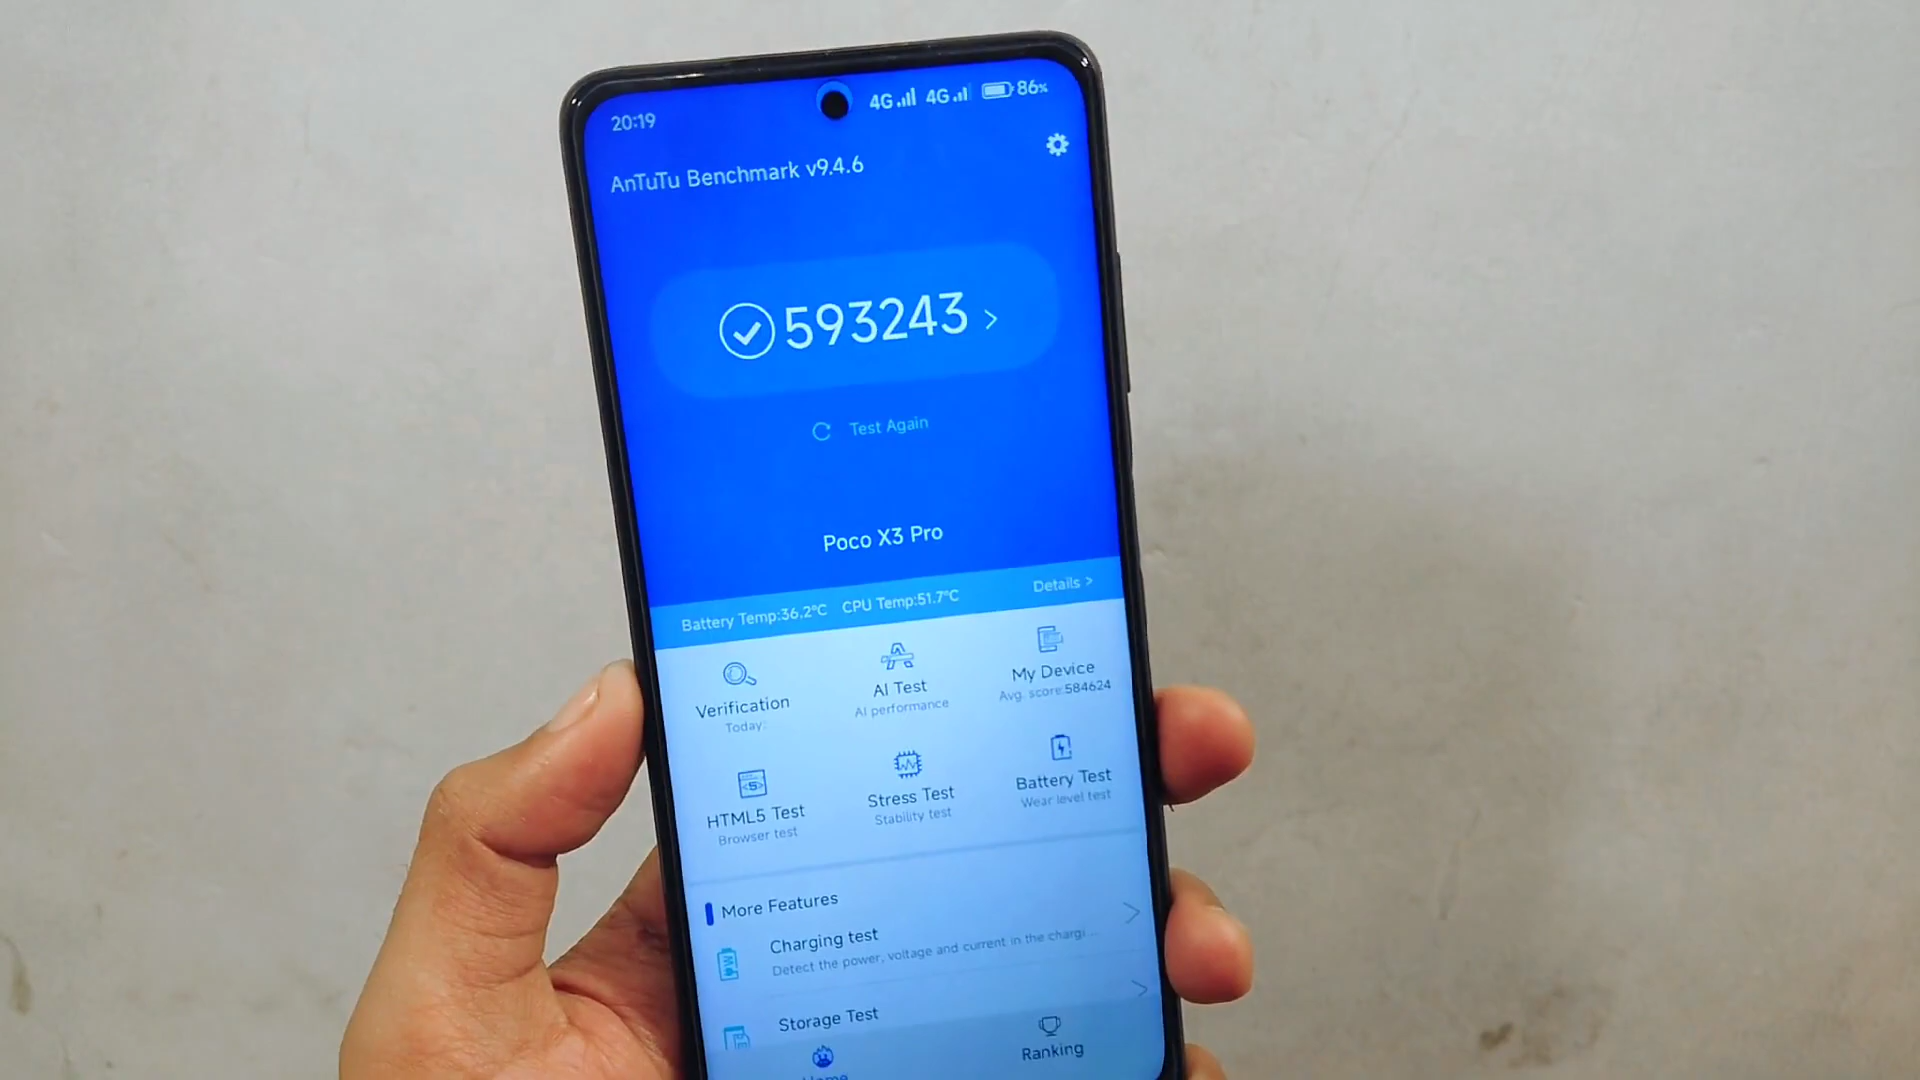 20:19
4G 4G 86%
AnTuTu Benchmark v9.4.6
593243 >
Test Again
Poco X3 Pro
Battery Temp:36.2°C CPU Temp:51.7°C Details >
Verification
Today:
AI Test
AI performance
My Device
Avg. score:584624
HTML5 Test
Browser test
Stress Test
Stability test
Battery Test
Wear level test
More Features
Charging test
Detect the power, voltage and current in the chargi ...
Storage Test
Home
Ranking